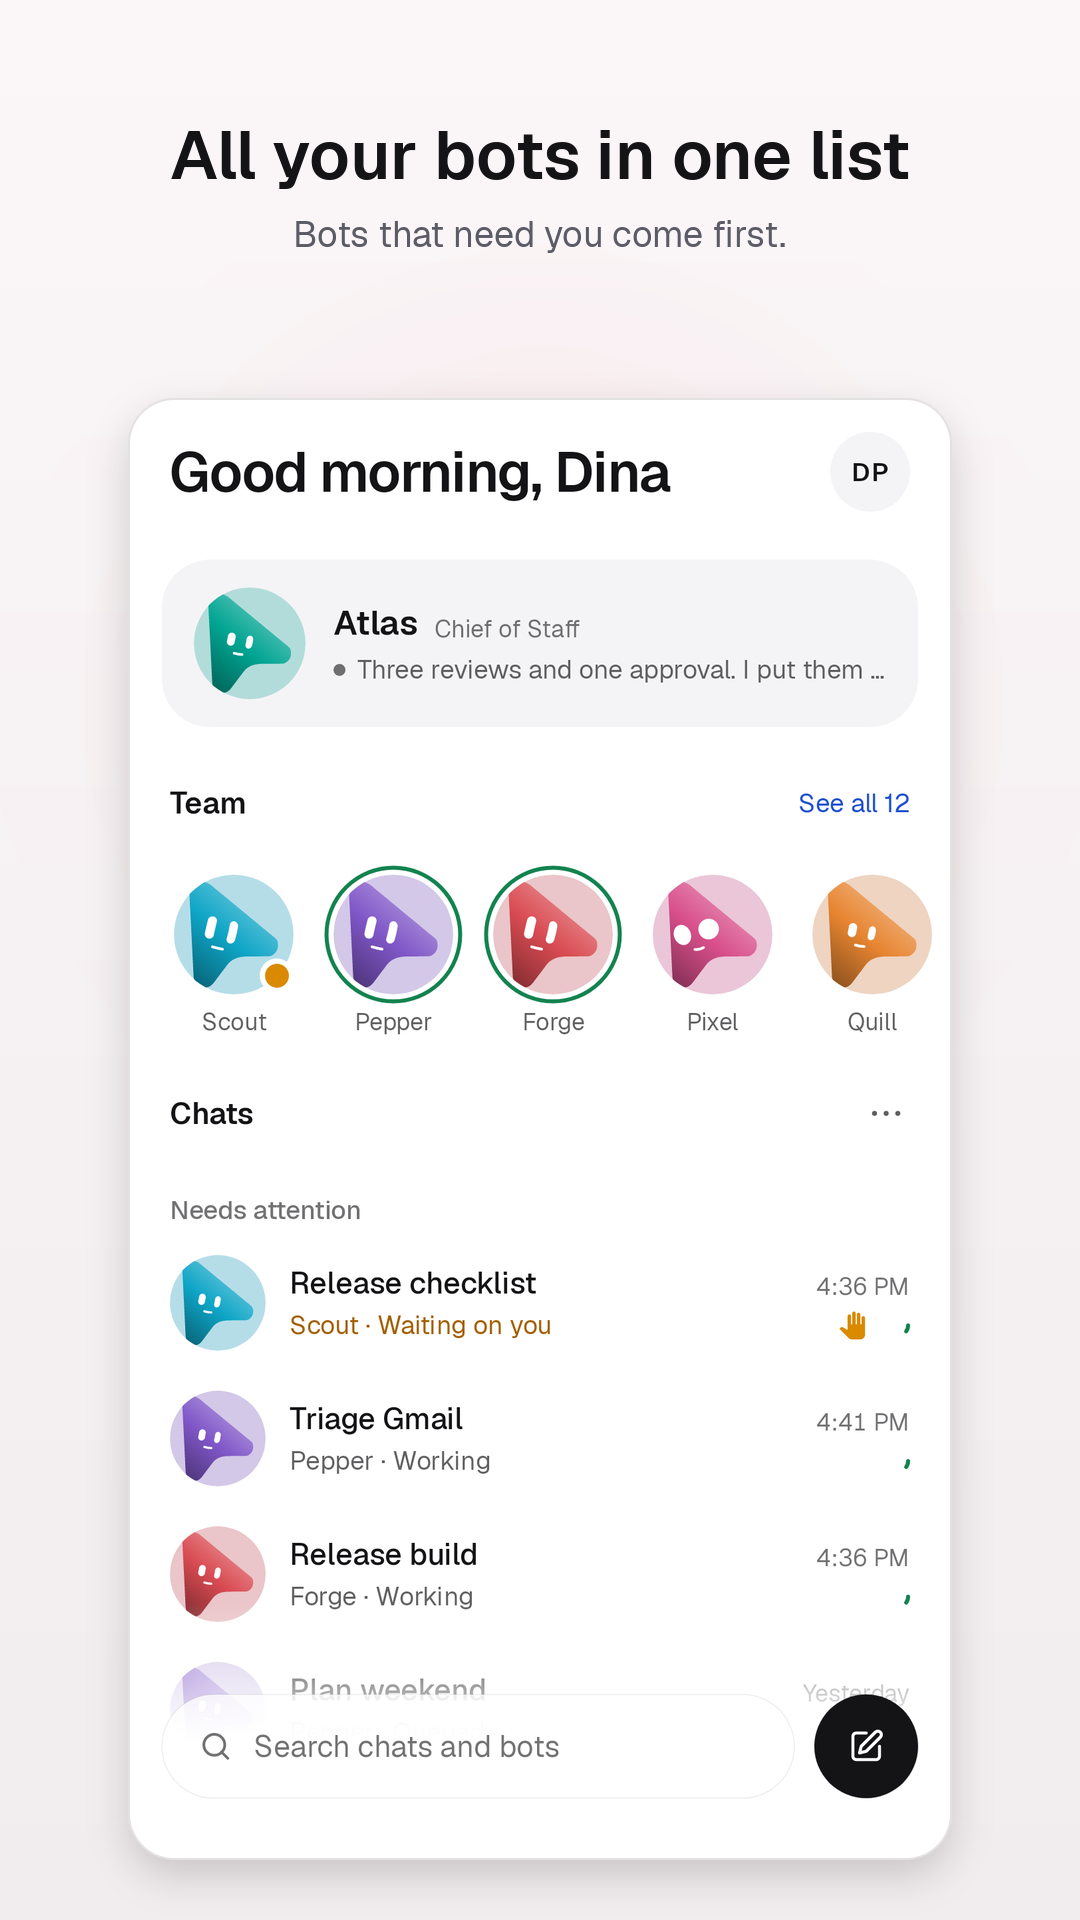 All your bots in one list
Bots that need you come first.
Good morning, Dina
DP
Atlas Chief of Staff
Three reviews and one approval. I put them ...
Team
See all 12
Scout
Pepper
Forge
Pixel
Quill
Chats
Needs attention
Release checklist
4:36 PM
Scout · Waiting on you
Triage Gmail
4:41 PM
Pepper · Working
Release build
4:36 PM
Forge · Working
Plan weekend
Yesterday
Search chats and bots